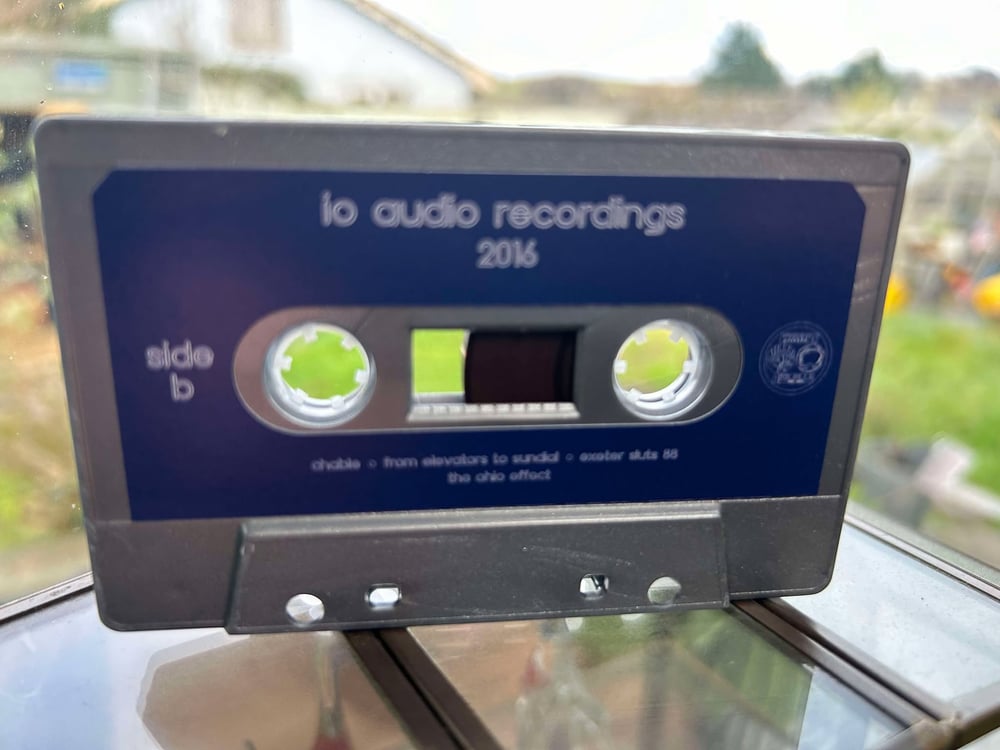 io audio recordings
2016
side
b
chable ○ from elevators to sundial ○ exeter sluts 88
the ohio effect